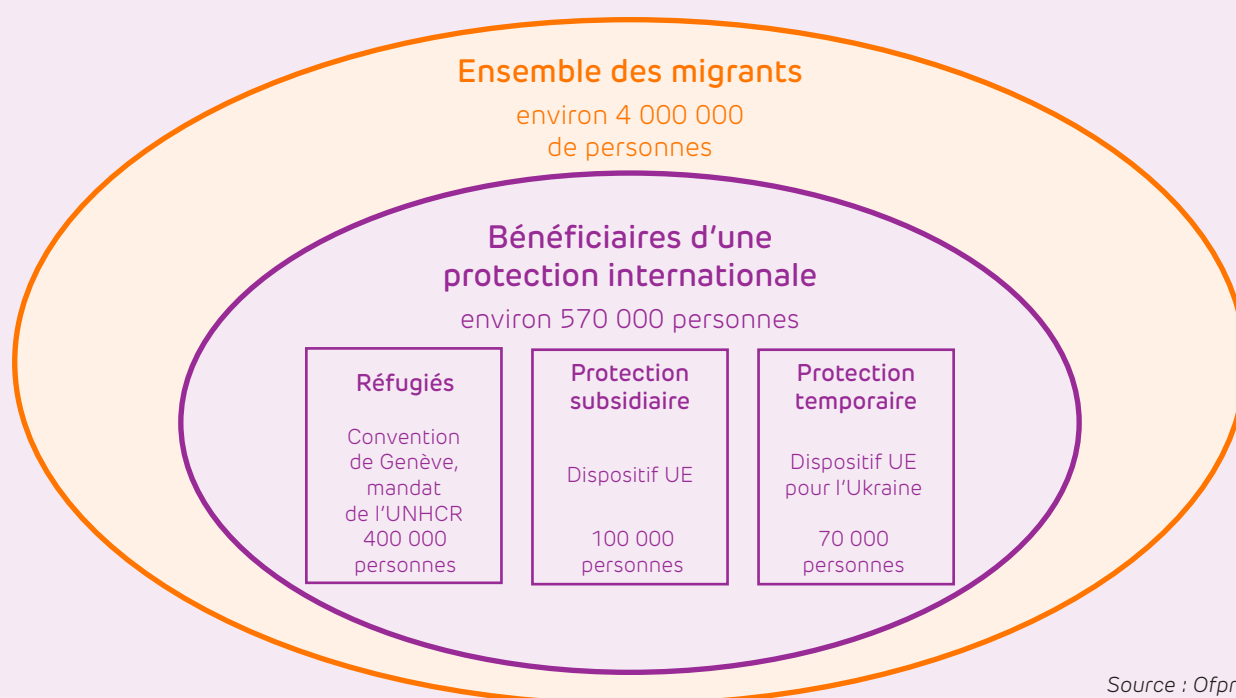 Ensemble des migrants
environ 4 000 000
de personnes
Bénéficiaires d'une
protection internationale
environ 570 000 personnes
Réfugiés
Convention
de Genève,
mandat
de l'UNHCR
400 000
personnes
Protection
subsidiaire
Dispositif UE
100 000
personnes
Protection
temporaire
Dispositif UE
pour l'Ukraine
70 000
personnes
Source : Ofpr